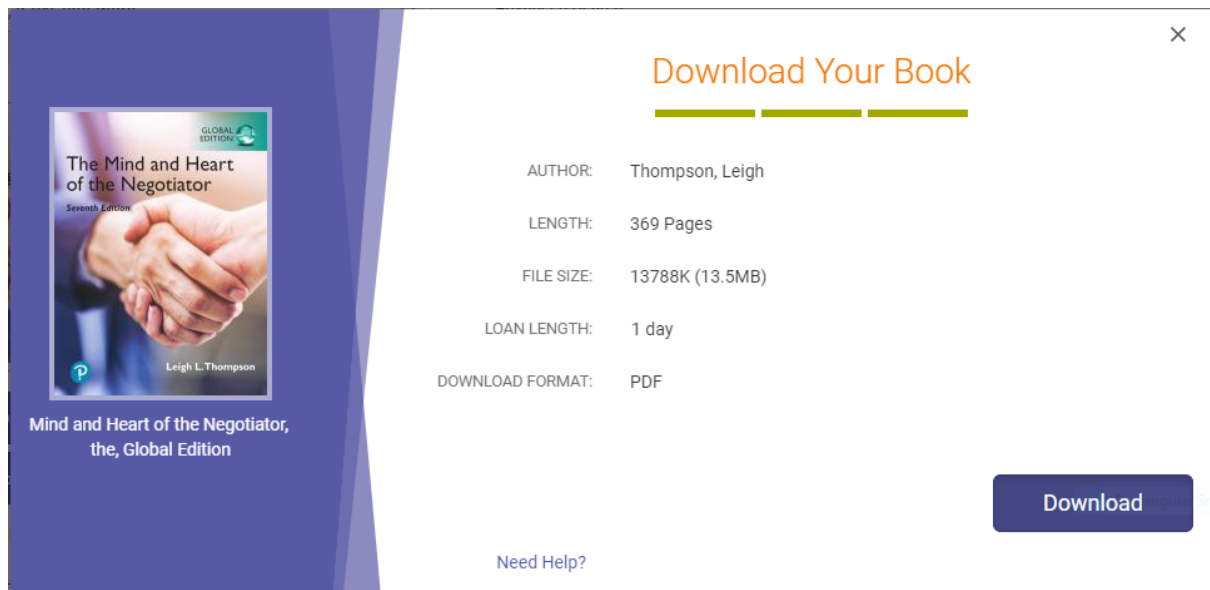 GLOBAL
EDITION
The Mind and Heart
of the Negotiator
Seventh Edition
Leigh L. Thompson
P
Mind and Heart of the Negotiator,
the, Global Edition
×
Download Your Book
AUTHOR: Thompson, Leigh
LENGTH: 369 Pages
FILE SIZE: 13788K (13.5MB)
LOAN LENGTH: 1 day
DOWNLOAD FORMAT: PDF
Download
Need Help?